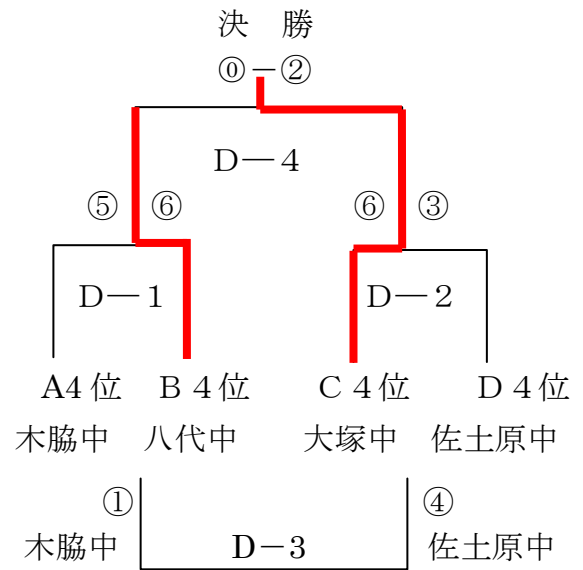 決 勝
⓪－②
D－4
⑤ ⑥ ⑥ ③
D－1 D－2
A4位 B4位 C4位 D4位
木脇中 八代中 大塚中 佐土原中
① ④
木脇中 D－3 佐土原中